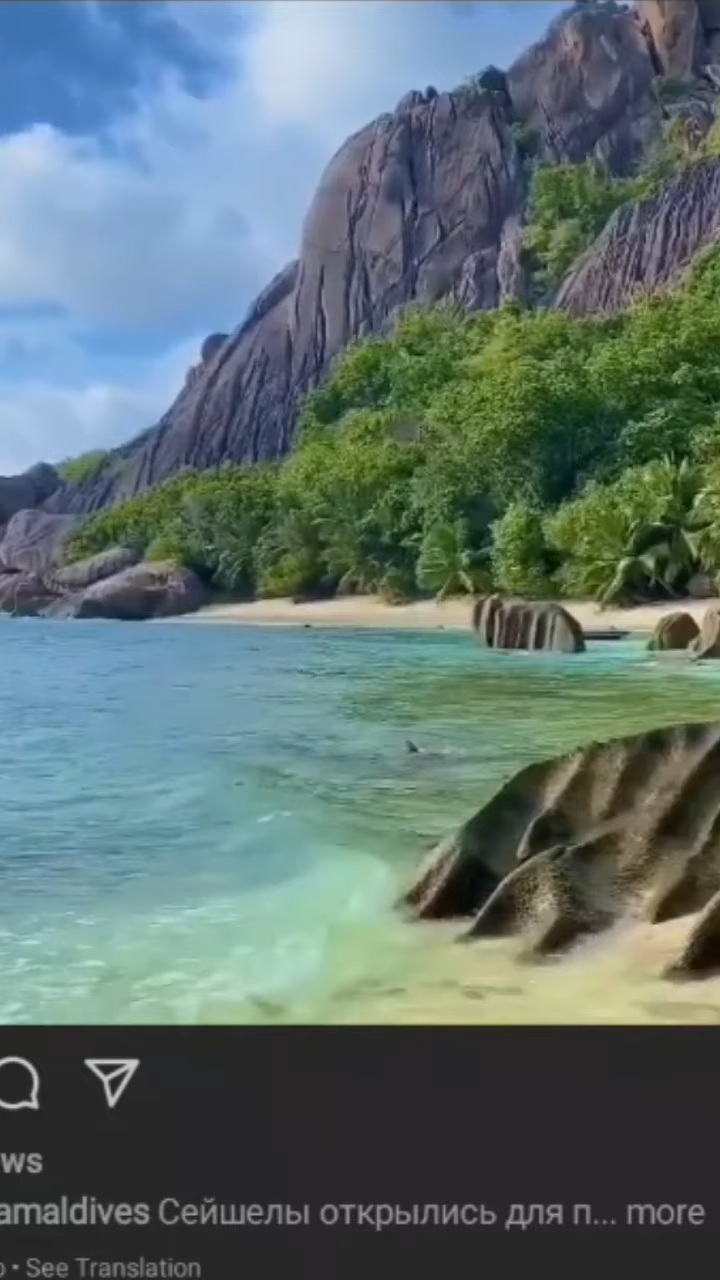 ws
amaldives Сейшелы открылись для п... more
• See Translation